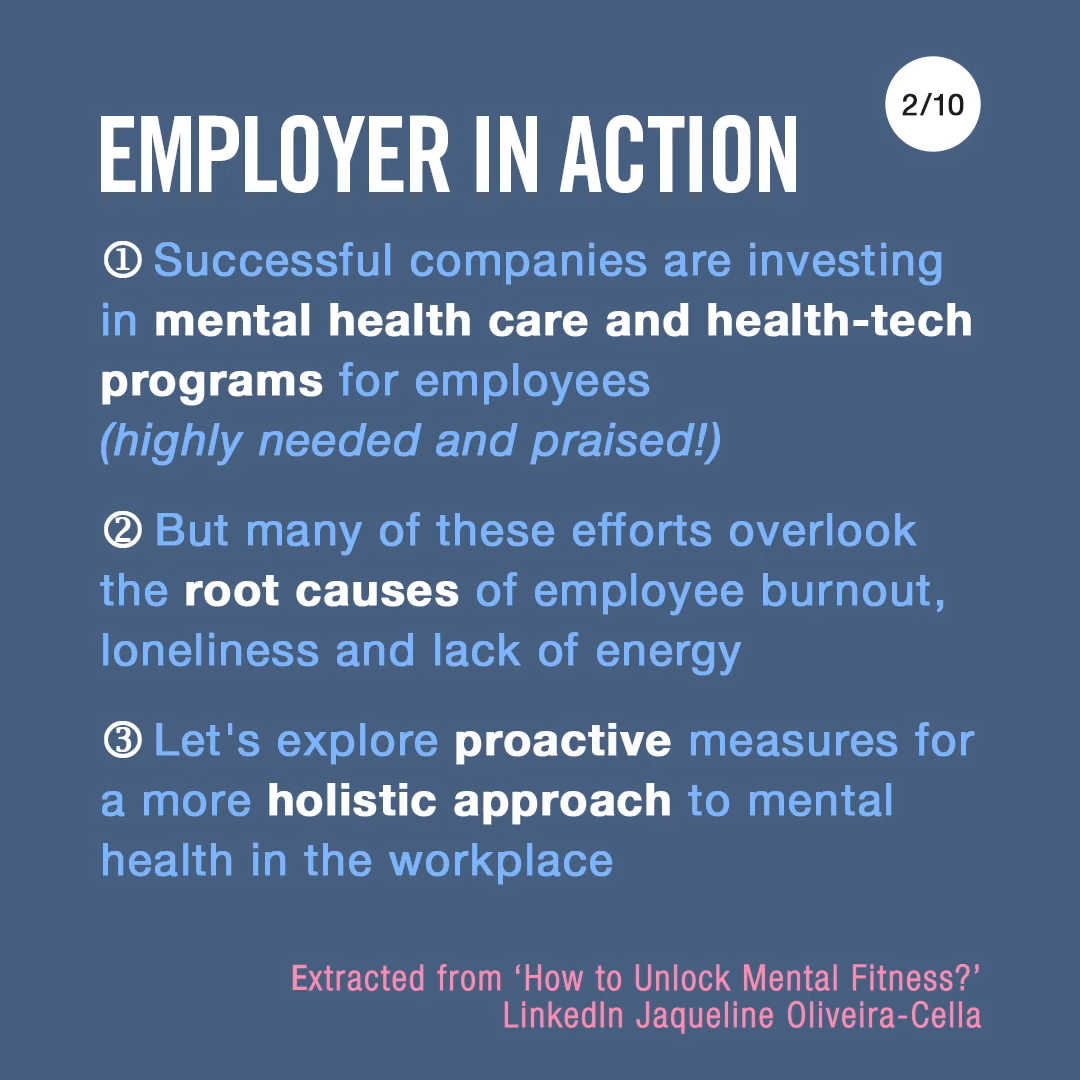 2/10
EMPLOYER IN ACTION
① Successful companies are investing
in mental health care and health-tech
programs for employees
(highly needed and praised!)
② But many of these efforts overlook
the root causes of employee burnout,
loneliness and lack of energy
③ Let's explore proactive measures for
a more holistic approach to mental
health in the workplace
Extracted from ‘How to Unlock Mental Fitness?’
LinkedIn Jaqueline Oliveira-Cella